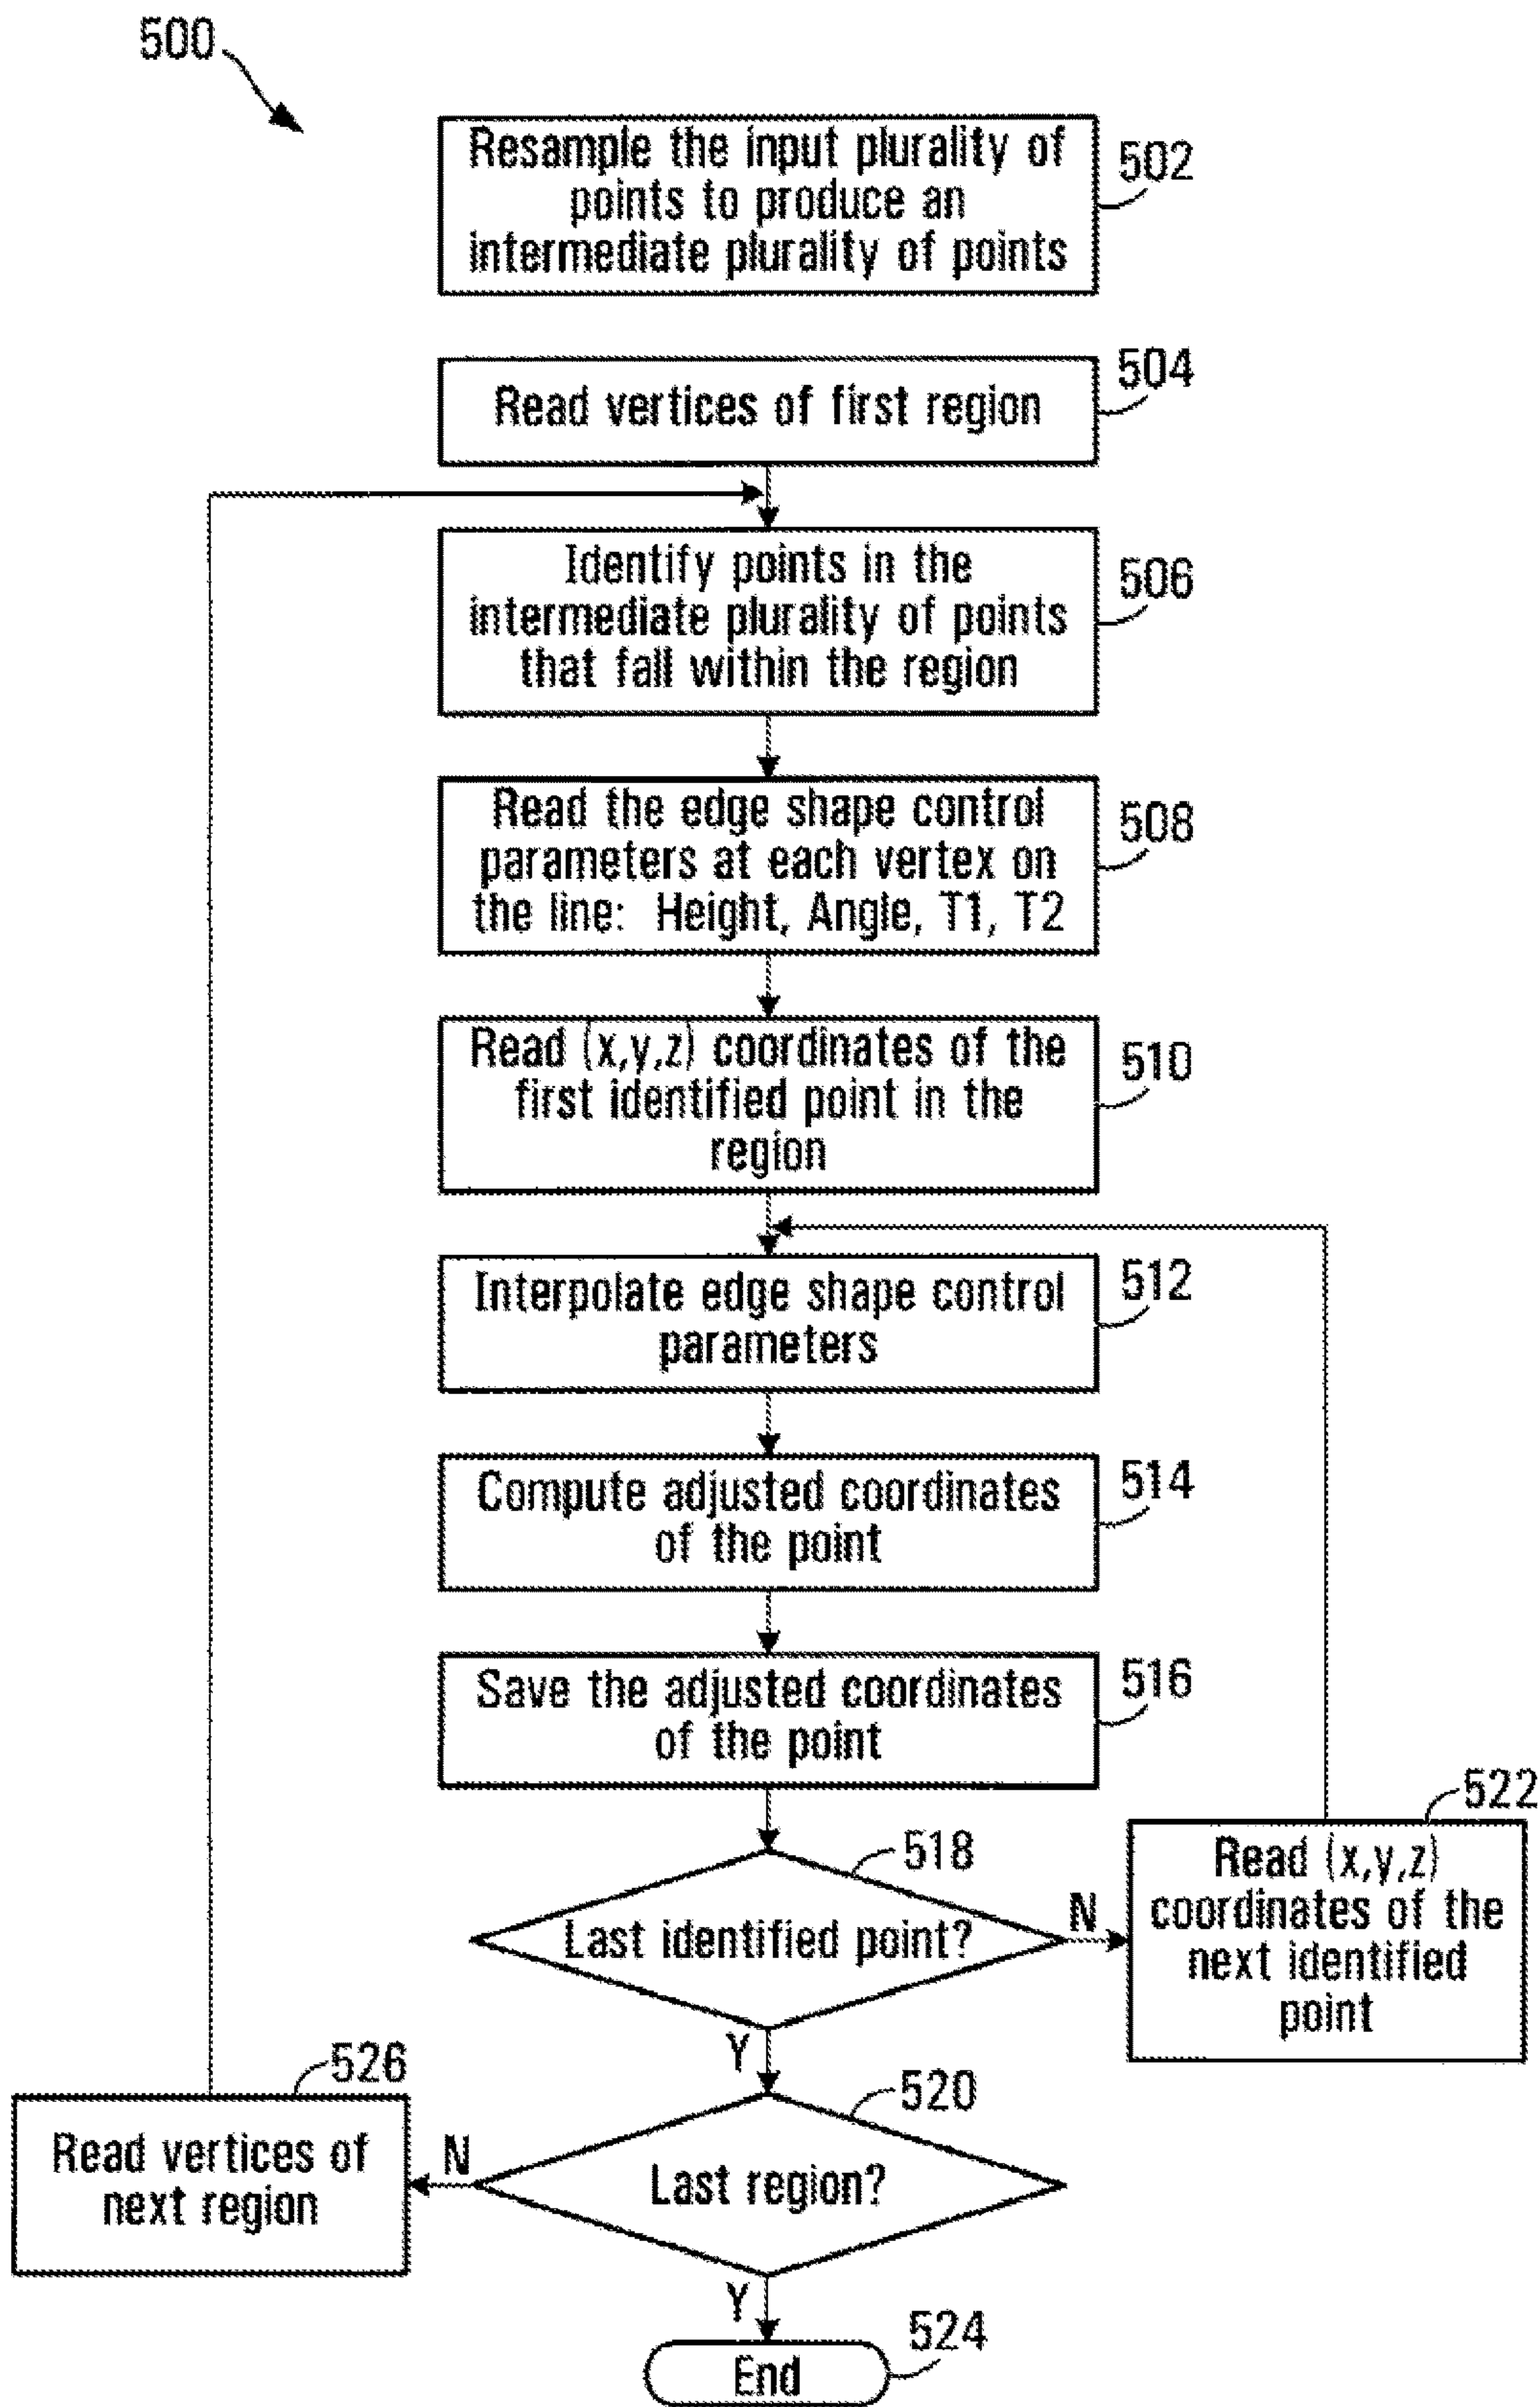 500
Resample the input plurality of
points to produce an
intermediate plurality of points
502
Read vertices of first region
504
Identify points in the
intermediate plurality of points
that fall within the region
506
Read the edge shape control
parameters at each vertex on
the line: Height, Angle, T1, T2
508
Read (x,y,z) coordinates of the
first identified point in the
region
510
Interpolate edge shape control
parameters
512
Compute adjusted coordinates
of the point
514
Save the adjusted coordinates
of the point
516
Last identified point?
518
N
Y
Read (x,y,z)
coordinates of the
next identified
point
522
Last region?
520
N
Y
Read vertices of
next region
526
End
524